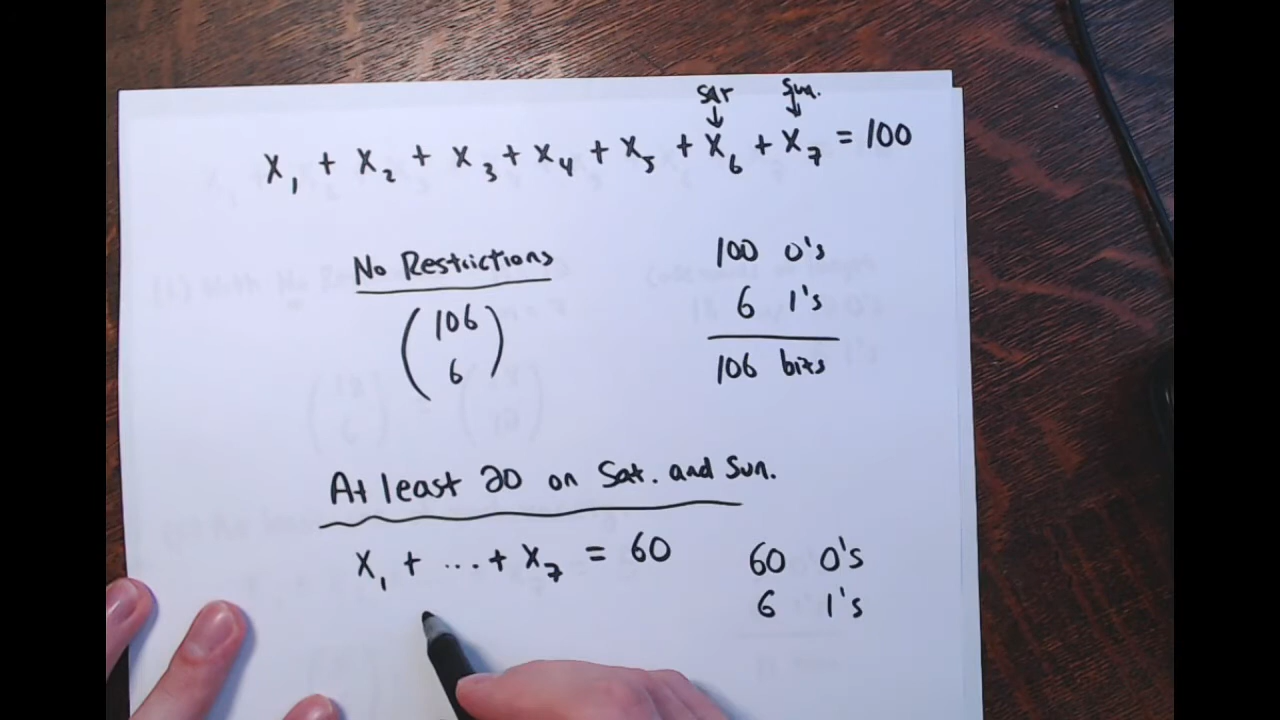 Sat Sun.
x₁ + x₂ + x₃ + x₄ + x₅ + x₆ + x₇ = 100
No Restrictions
(106
6)
100 0's
6 1's
106 bits
At least 20 on Sat. and Sun.
x₁ + ... + x₇ = 60
60 0's
6 1's